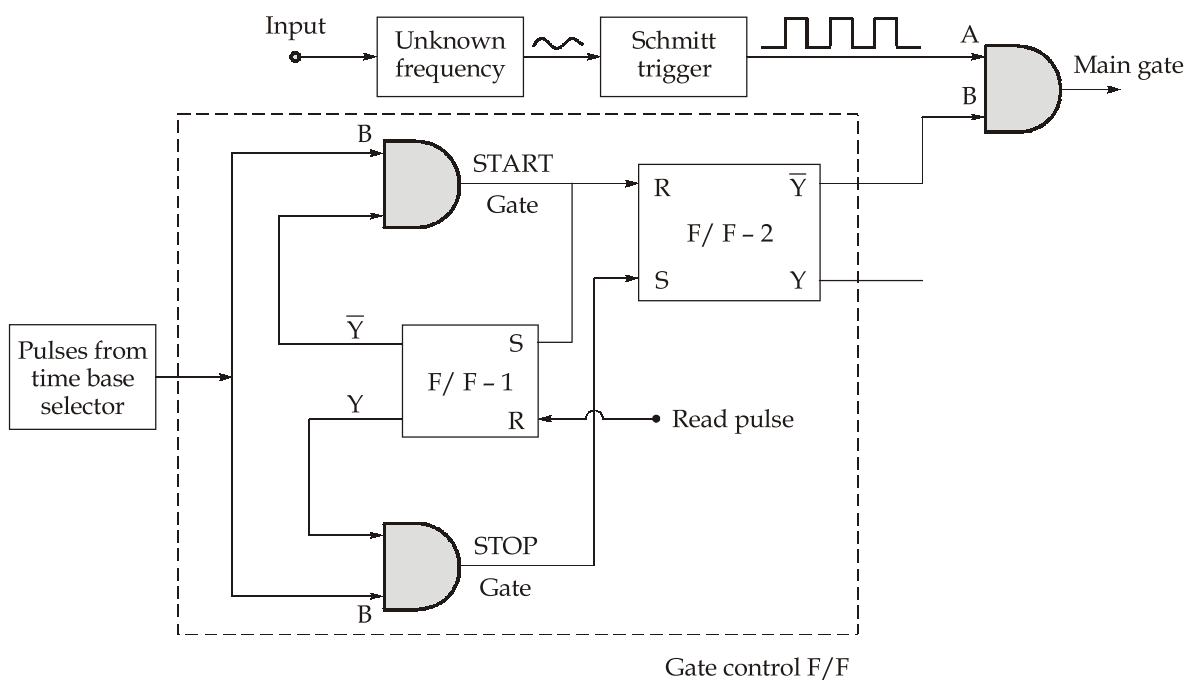 Input
Unknown
frequency
Schmitt
trigger
A
B
Main gate
B
START
Gate
R
Y̅
F/ F – 2
S
Y
Y̅
S
F/ F – 1
Y
R
Read pulse
Pulses from
time base
selector
STOP
Gate
B
Gate control F/F